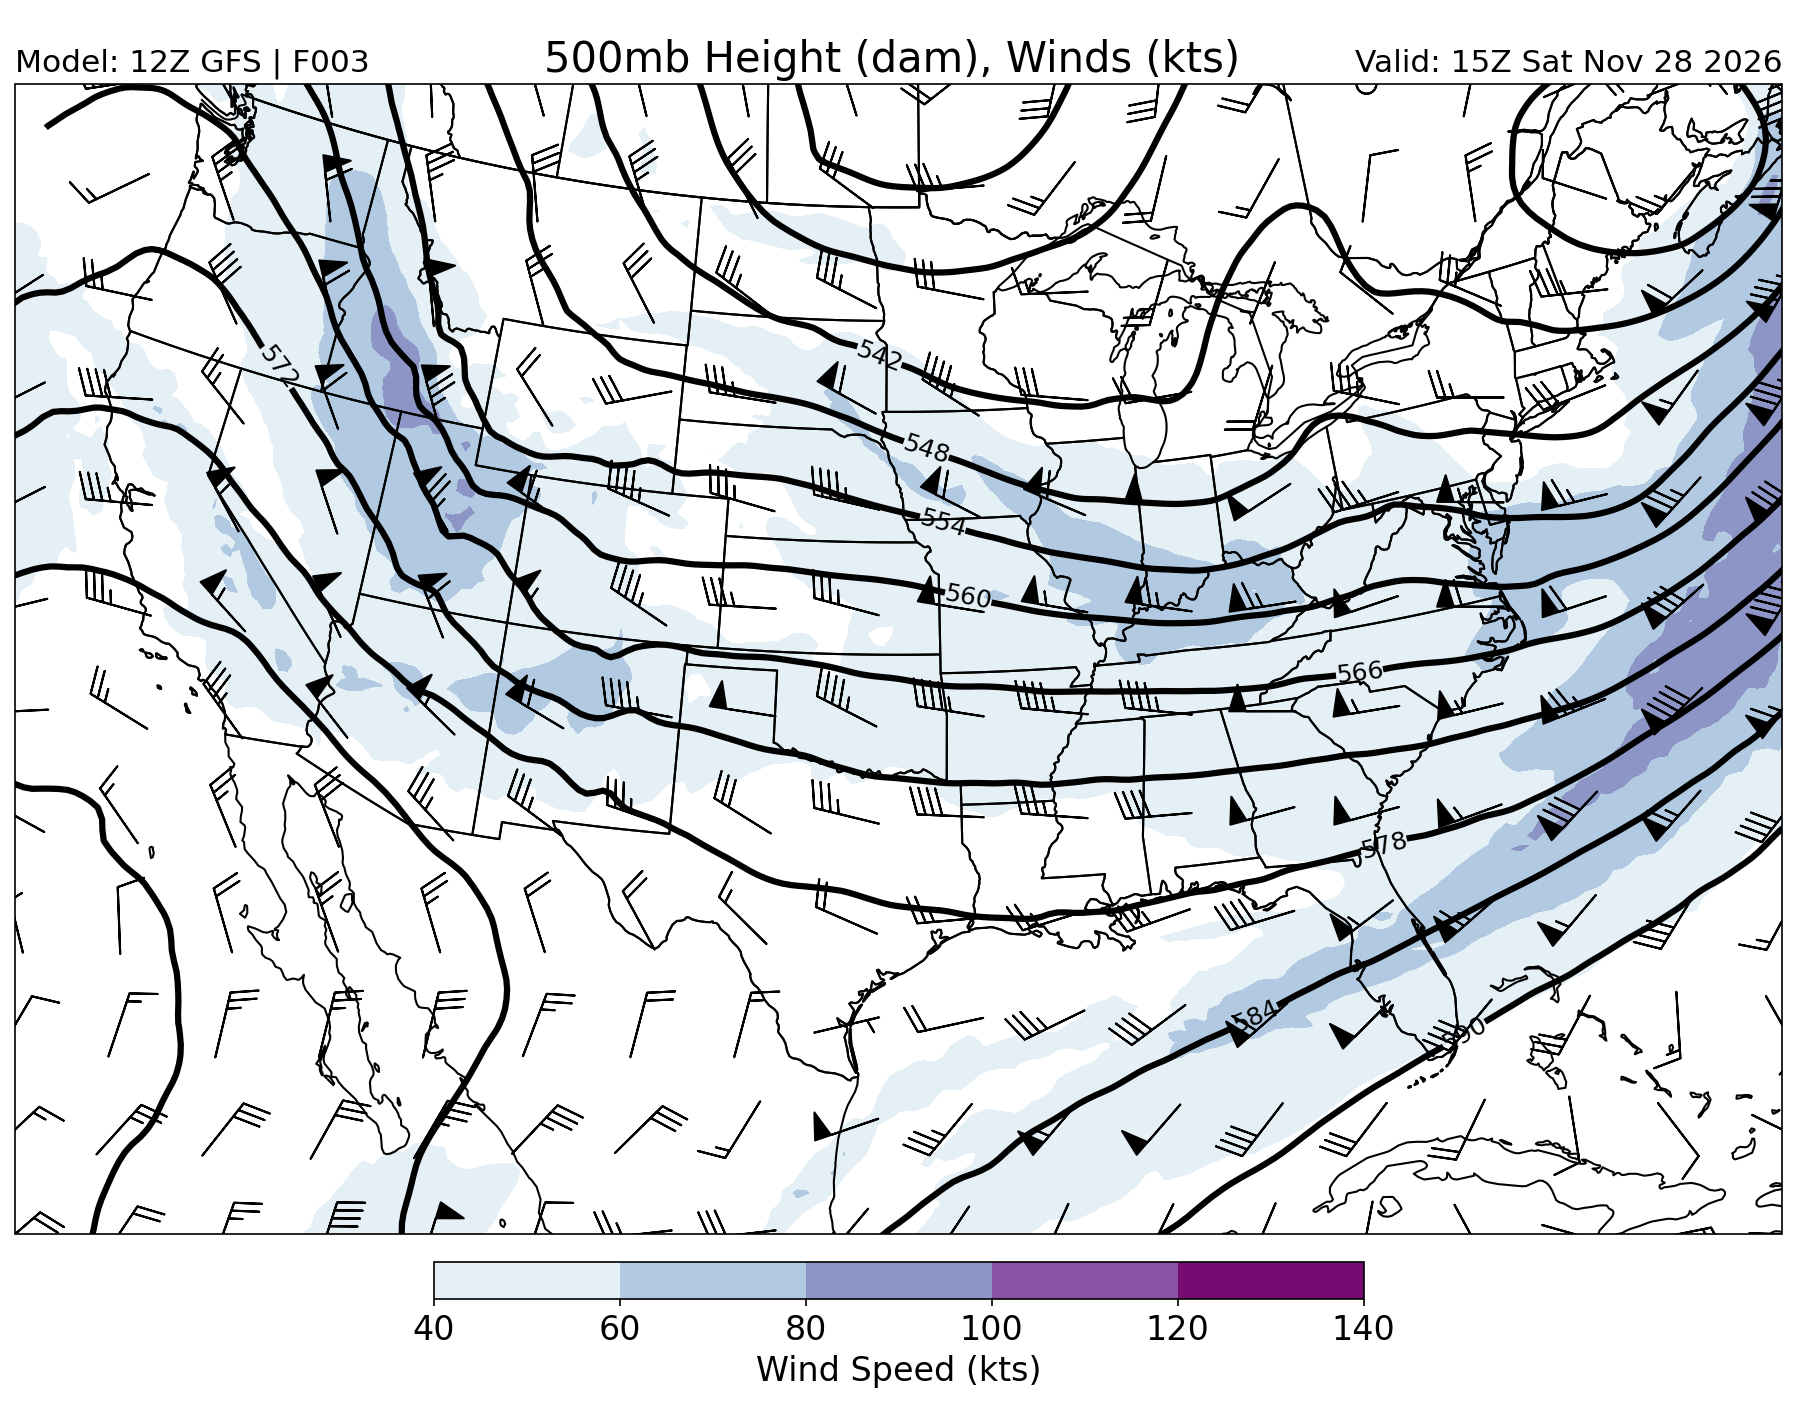 Model: 12Z GFS | F003
500mb Height (dam), Winds (kts)
Valid: 15Z Sat Nov 28 2026
572
542
548
554
560
566
578
584
590
40 60 80 100 120 140
Wind Speed (kts)